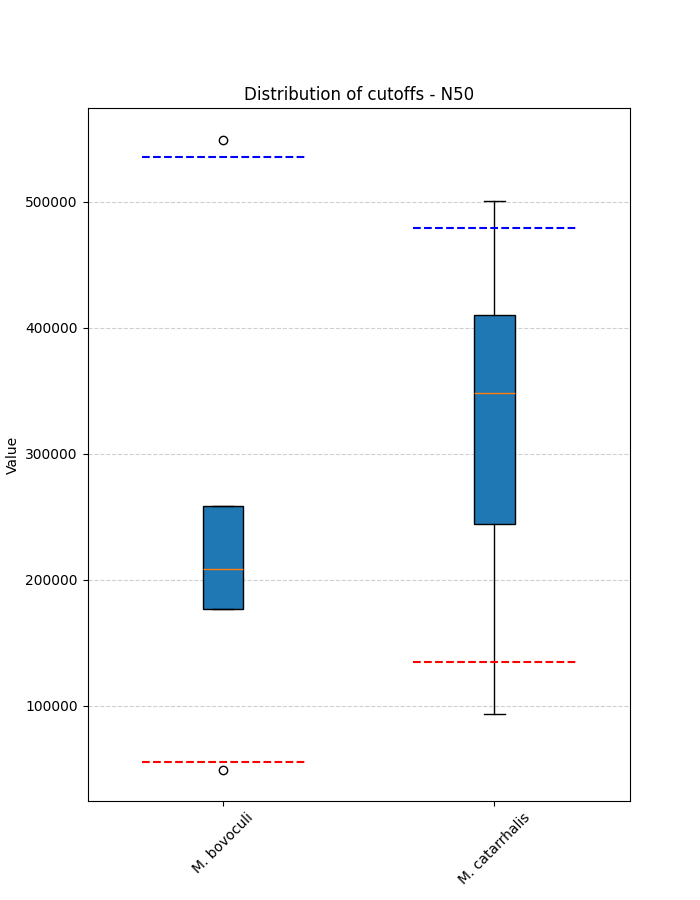 Distribution of cutoffs - N50
Value
500000
400000
300000
200000
100000
M. bovoculi
M. catarrhalis